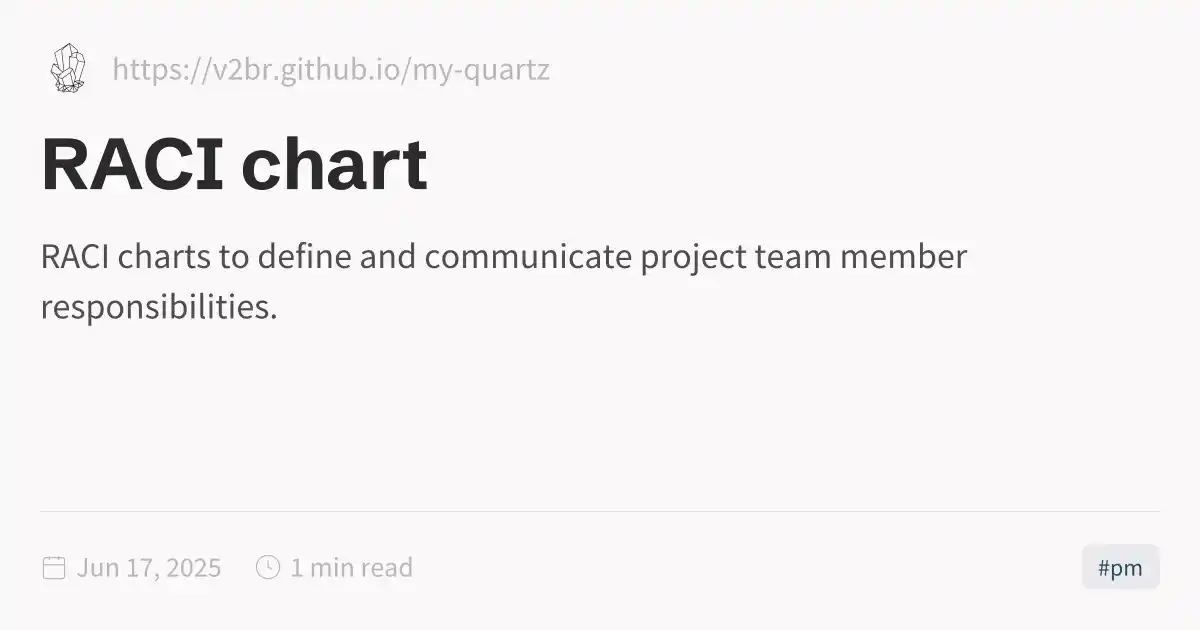 https://v2br.github.io/my-quartz
RACI chart
RACI charts to define and communicate project team member
responsibilities.
Jun 17, 2025
1 min read
#pm